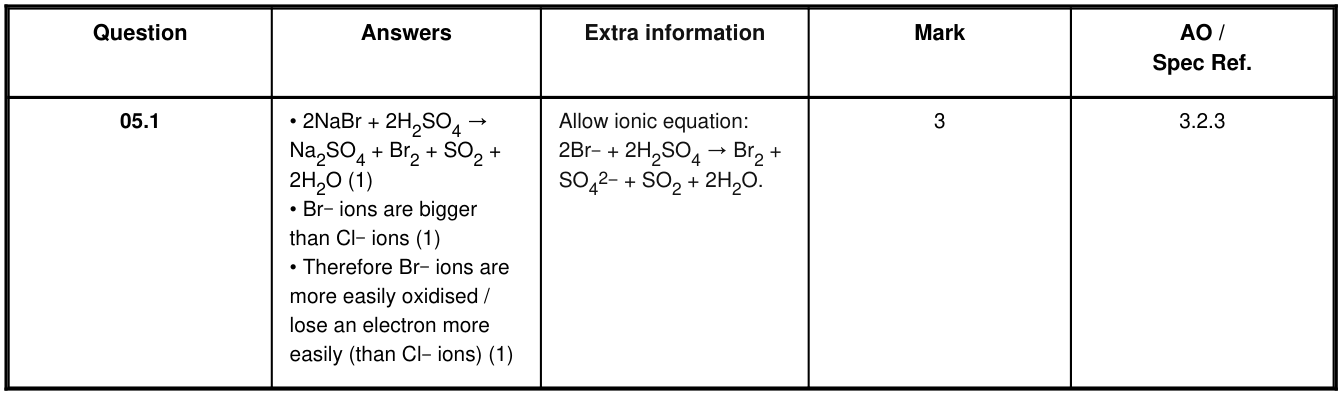 Question Answers Extra information Mark AO /
Spec Ref.
05.1
• 2NaBr + 2H₂SO₄ →
Na₂SO₄ + Br₂ + SO₂ +
2H₂O (1)
• Br– ions are bigger
than Cl– ions (1)
• Therefore Br– ions are
more easily oxidised /
lose an electron more
easily (than Cl– ions) (1)
Allow ionic equation:
2Br– + 2H₂SO₄ → Br₂ +
SO₄²– + SO₂ + 2H₂O.
3
3.2.3